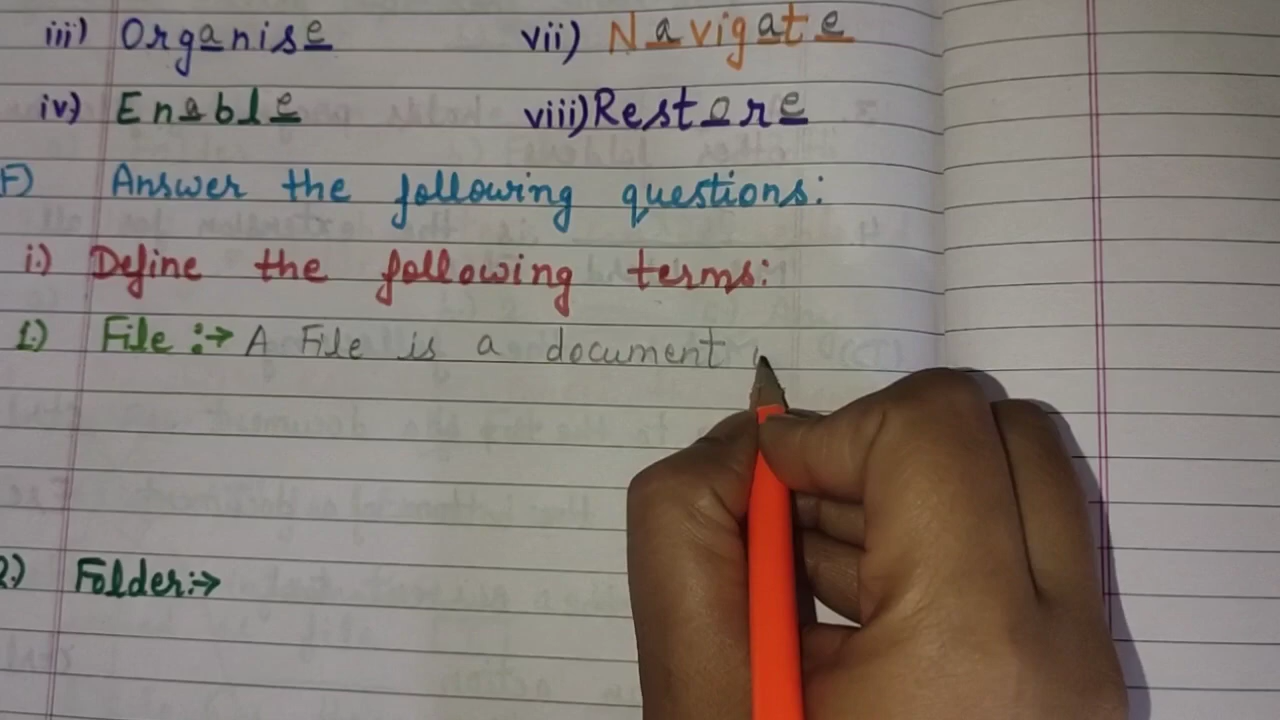 iii) Organise vii) Navigate
iv) Enable viii) Restore
F) Answer the following questions:
i.) Define the following terms:
1.) File :→ A File is a document
2.) Folder:→